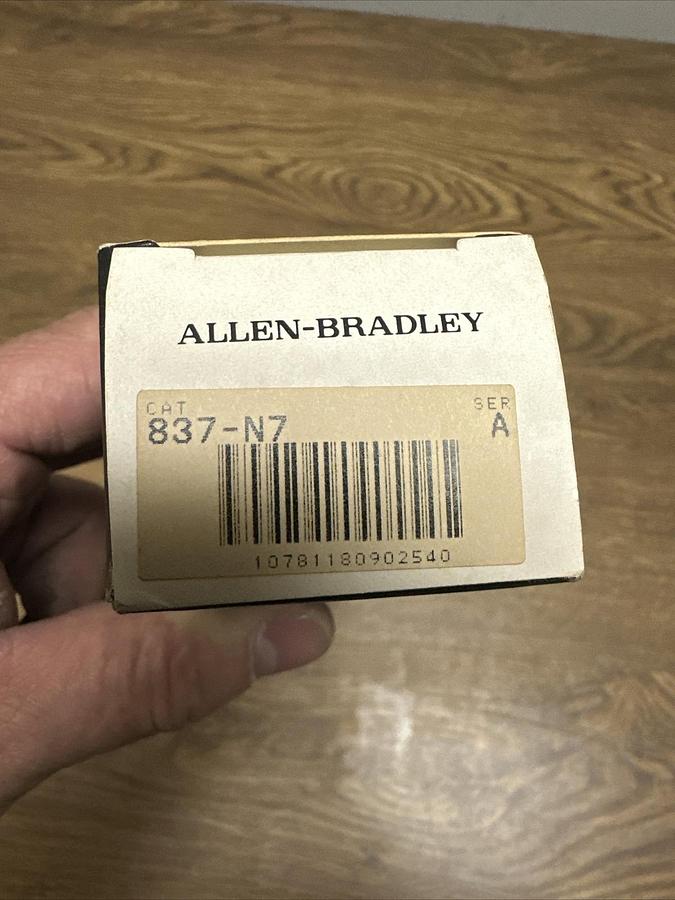 ALLEN-BRADLEY
CAT SER
837-N7 A
10781180902540